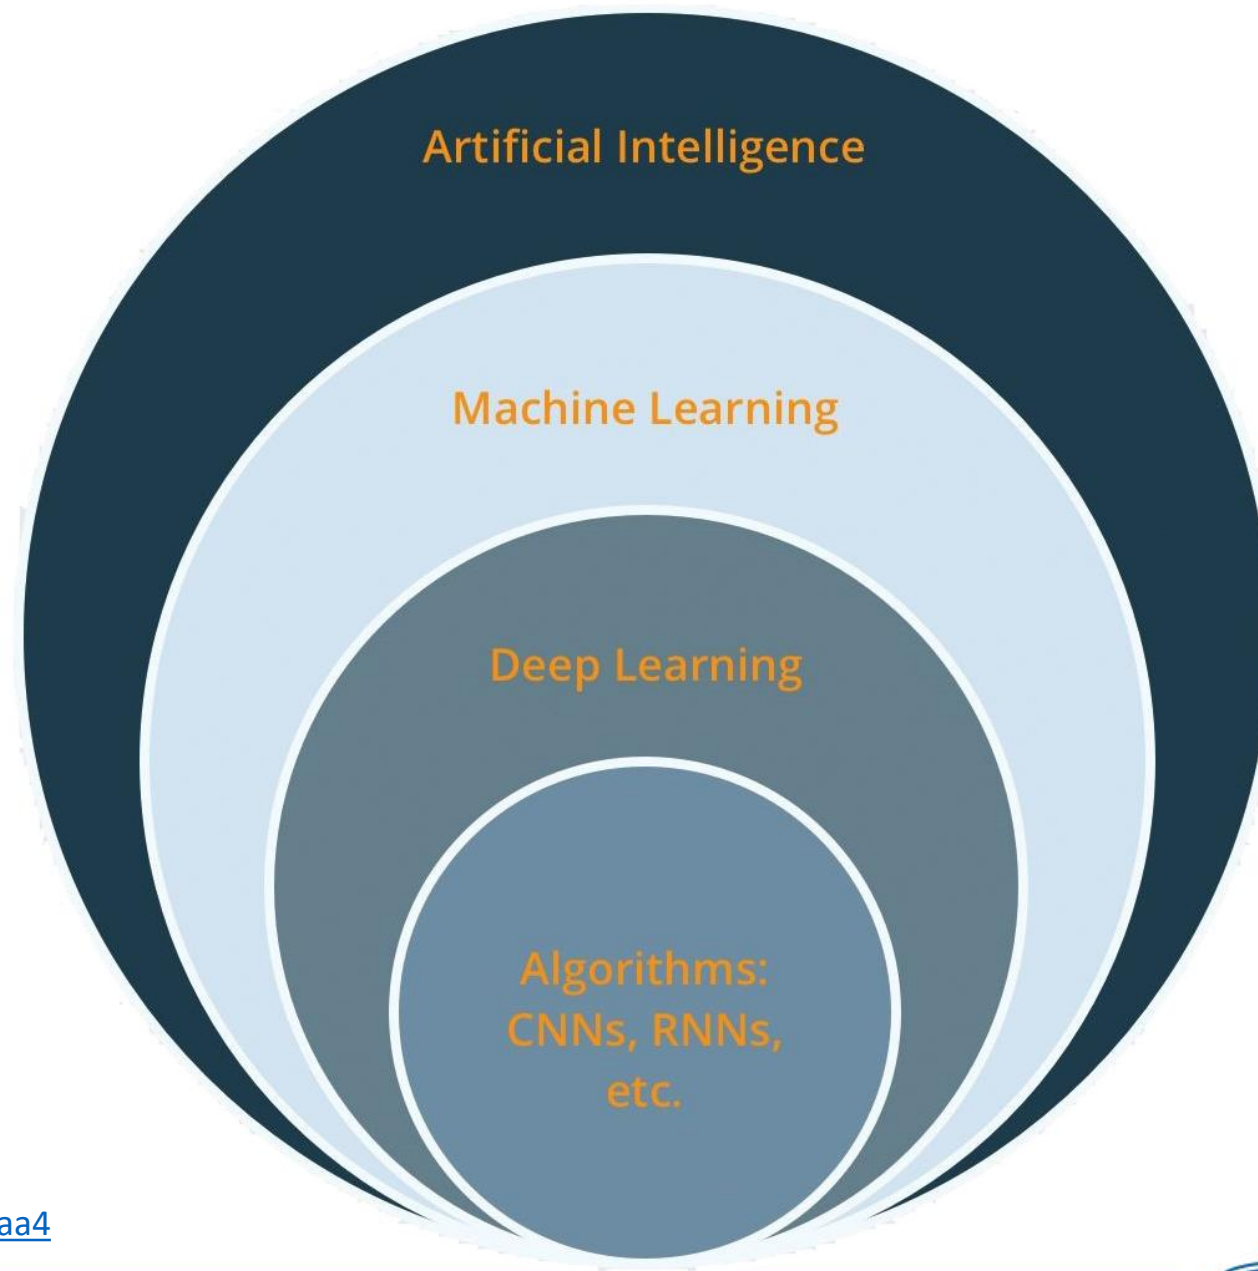 Artificial Intelligence
Machine Learning
Deep Learning
Algorithms:
CNNs, RNNs,
etc.
aa4